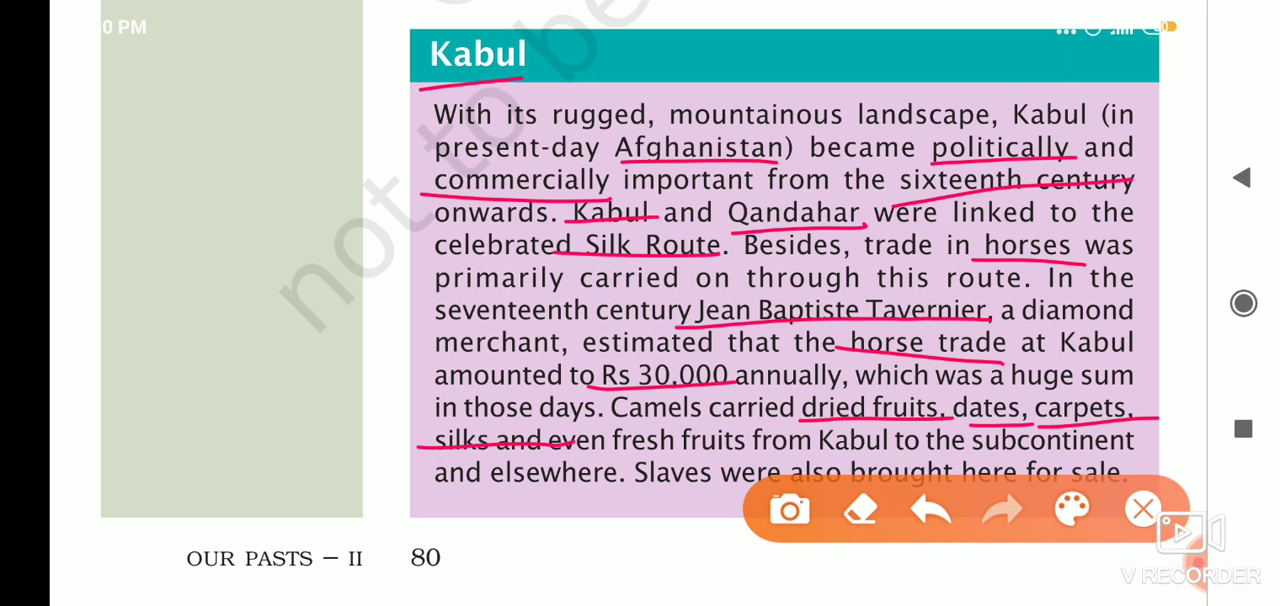 0 PM
30
Kabul
With its rugged, mountainous landscape, Kabul (in
present-day Afghanistan) became politically and
commercially important from the sixteenth century
onwards. Kabul and Qandahar were linked to the
celebrated Silk Route. Besides, trade in horses was
primarily carried on through this route. In the
seventeenth century Jean Baptiste Tavernier, a diamond
merchant, estimated that the horse trade at Kabul
amounted to Rs 30,000 annually, which was a huge sum
in those days. Camels carried dried fruits, dates, carpets,
silks and even fresh fruits from Kabul to the subcontinent
and elsewhere. Slaves were also brought here for sale.
not to be
OUR PASTS – II 80
V RECORDER